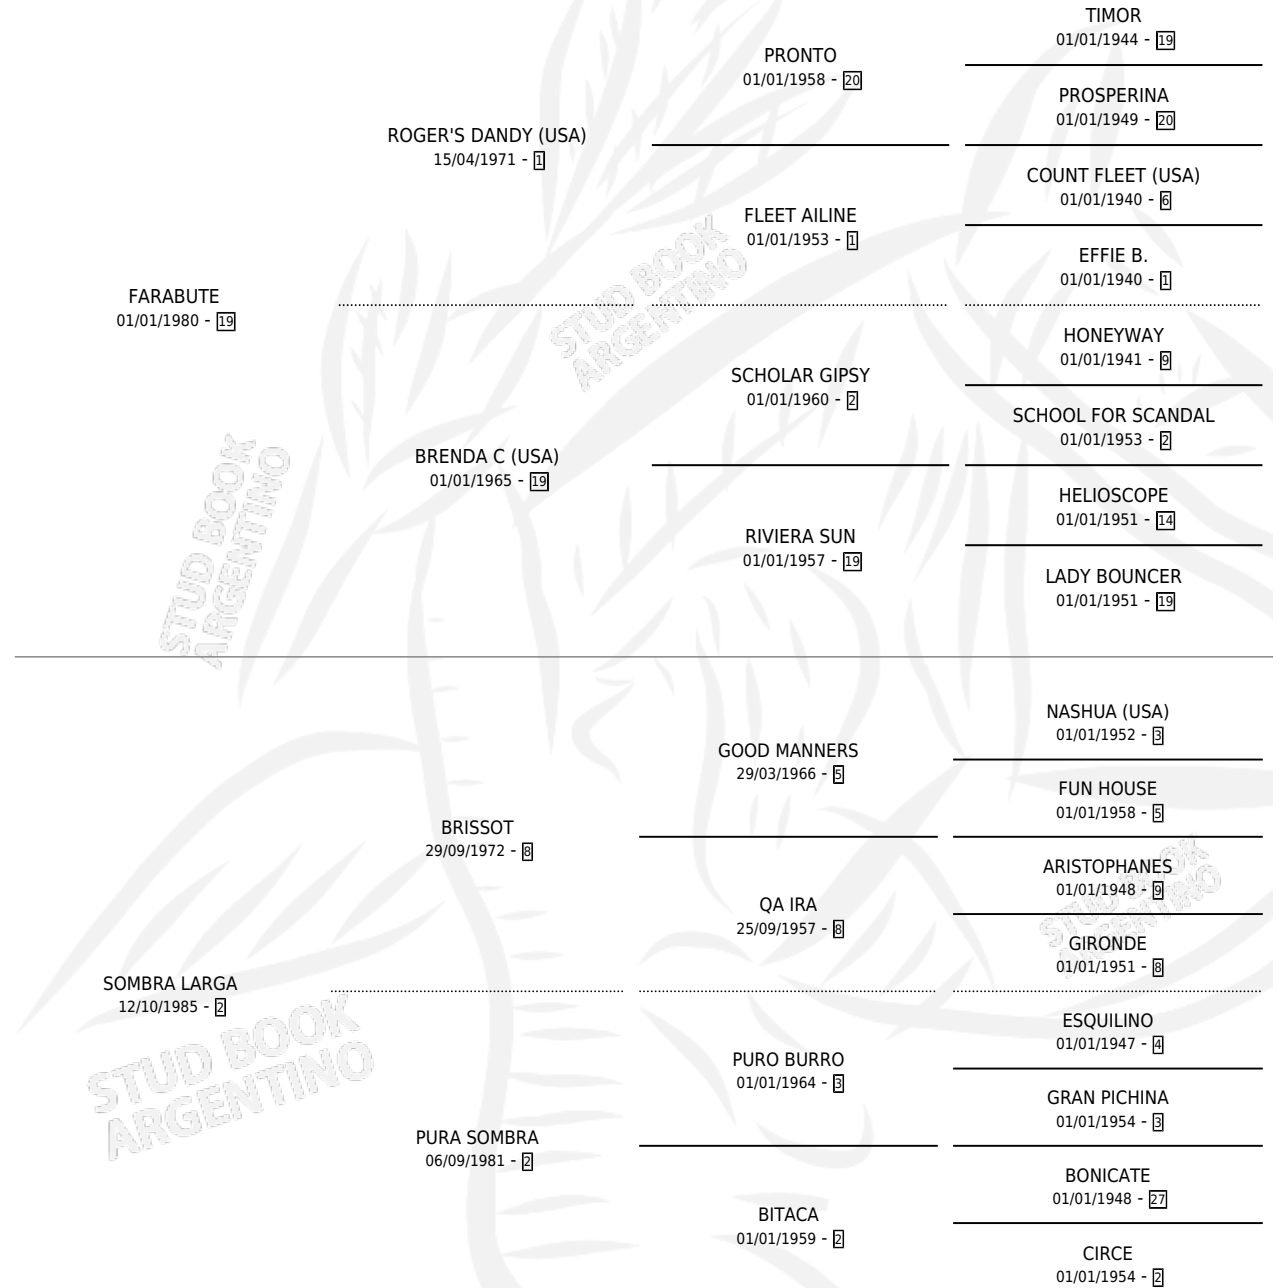 TIMOR
01/01/1944 - 19
PRONTO
01/01/1958 - 20
PROSPERINA
01/01/1949 - 20
ROGER'S DANDY (USA)
15/04/1971 - 1
COUNT FLEET (USA)
01/01/1940 - 6
FLEET AILINE
01/01/1953 - 1
EFFIE B.
01/01/1940 - 1
FARABUTE
01/01/1980 - 19
HONEYWAY
01/01/1941 - 9
SCHOLAR GIPSY
01/01/1960 - 2
SCHOOL FOR SCANDAL
01/01/1953 - 2
BRENDA C (USA)
01/01/1965 - 19
HELIOSCOPE
01/01/1951 - 14
RIVIERA SUN
01/01/1957 - 19
LADY BOUNCER
01/01/1951 - 19
STUD BOOK
ARGENTINO
STUD BOOK
ARGENTINO
NASHUA (USA)
01/01/1952 - 3
GOOD MANNERS
29/03/1966 - 5
FUN HOUSE
01/01/1958 - 5
BRISSOT
29/09/1972 - 8
ARISTOPHANES
01/01/1948 - 9
QA IRA
25/09/1957 - 8
GIRONDE
01/01/1951 - 8
SOMBRA LARGA
12/10/1985 - 2
ESQUILINO
01/01/1947 - 4
PURO BURRO
01/01/1964 - 3
GRAN PICHINA
01/01/1954 - 3
PURA SOMBRA
06/09/1981 - 2
BONICATE
01/01/1948 - 27
BITACA
01/01/1959 - 2
CIRCE
01/01/1954 - 2
STUD BOOK
ARGENTINO
STUD BOOK
ARGENTINO